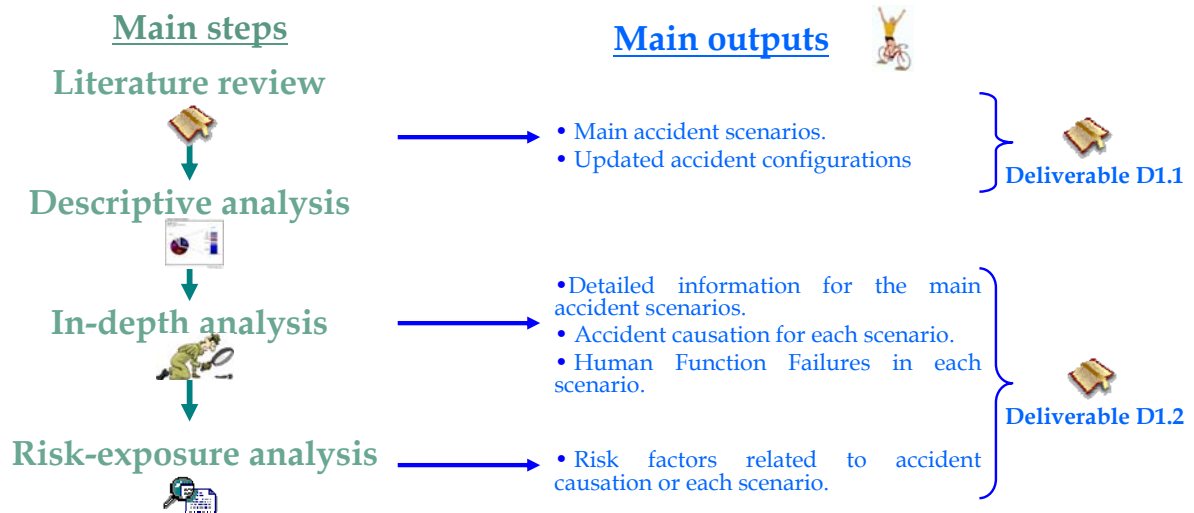 Main steps
Main outputs
Literature review
• Main accident scenarios.
• Updated accident configurations
Deliverable D1.1
Descriptive analysis
•Detailed information for the main
accident scenarios.
• Accident causation for each scenario.
• Human Function Failures in each
scenario.
In-depth analysis
Deliverable D1.2
Risk-exposure analysis
• Risk factors related to accident
causation or each scenario.